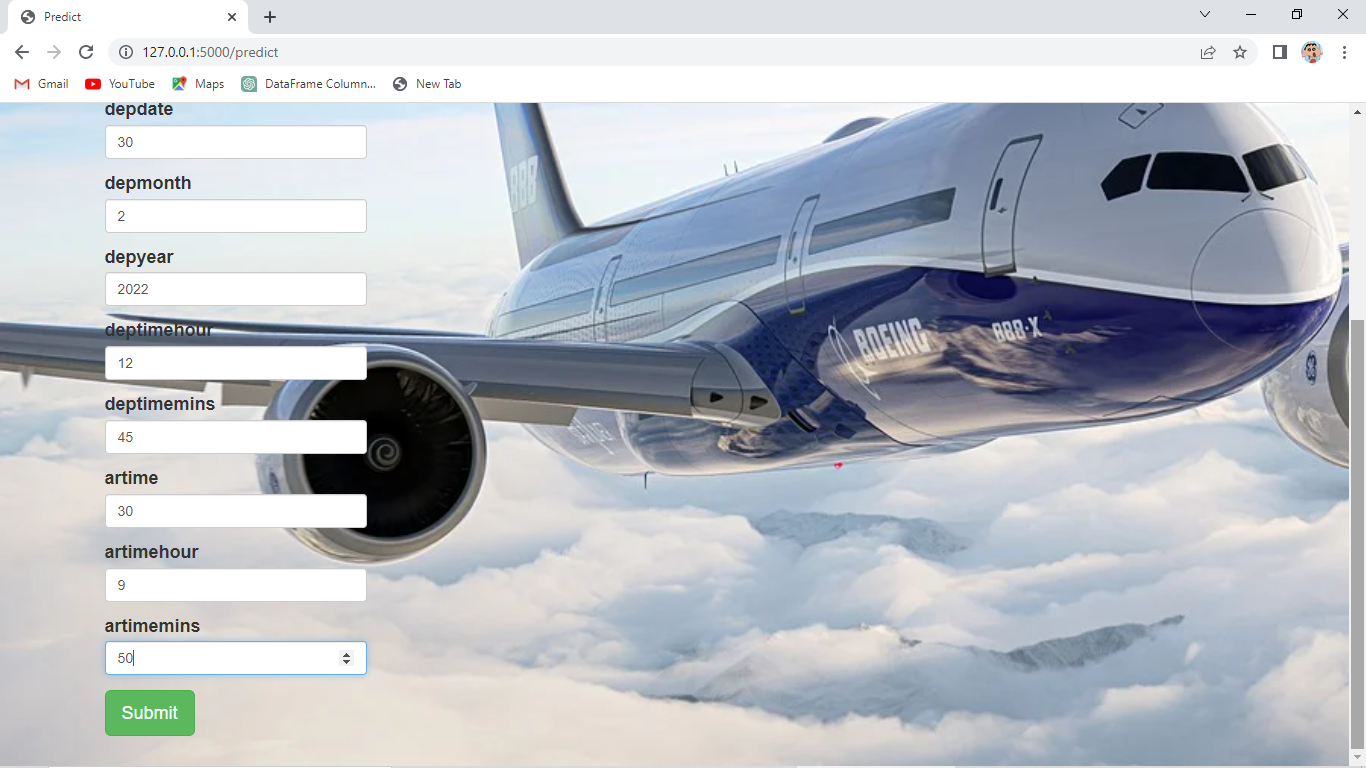 Predict
127.0.0.1:5000/predict
Gmail YouTube Maps DataFrame Column... New Tab
depdate
30
depmonth
2
depyear
2022
deptimehour
12
deptimemins
45
artime
30
artimehour
9
artimemins
50
Submit
888
BOEING 888-X